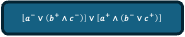 [a⁻ ∨ (b⁺ ∧ c⁻)] ∨ [a⁺ ∧ (b⁻ ∨ c⁺)]